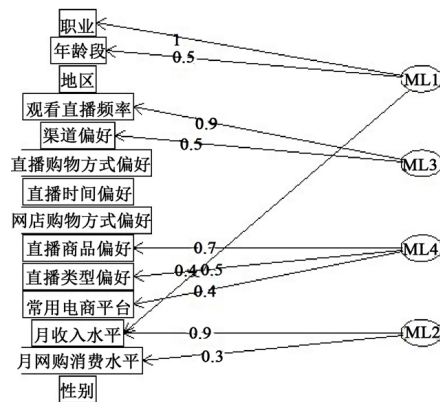 职业
1
年龄段
0.5
ML1
地区
观看直播频率
0.9
渠道偏好
0.5
ML3
直播购物方式偏好
直播时间偏好
网店购物方式偏好
直播商品偏好
0.7
ML4
直播类型偏好
0.4
0.5
常用电商平台
0.4
月收入水平
0.9
ML2
月网购消费水平
0.3
性别